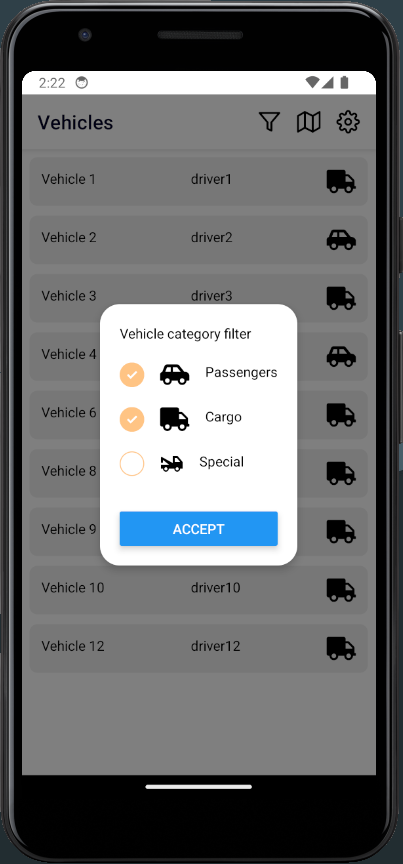 2:22
Vehicles
Vehicle 1 driver1
Vehicle 2 driver2
Vehicle 3 driver3
Vehicle 4
Vehicle 6
Vehicle 8
Vehicle 9
Vehicle 10 driver10
Vehicle 12 driver12
Vehicle category filter
Passengers
Cargo
Special
ACCEPT